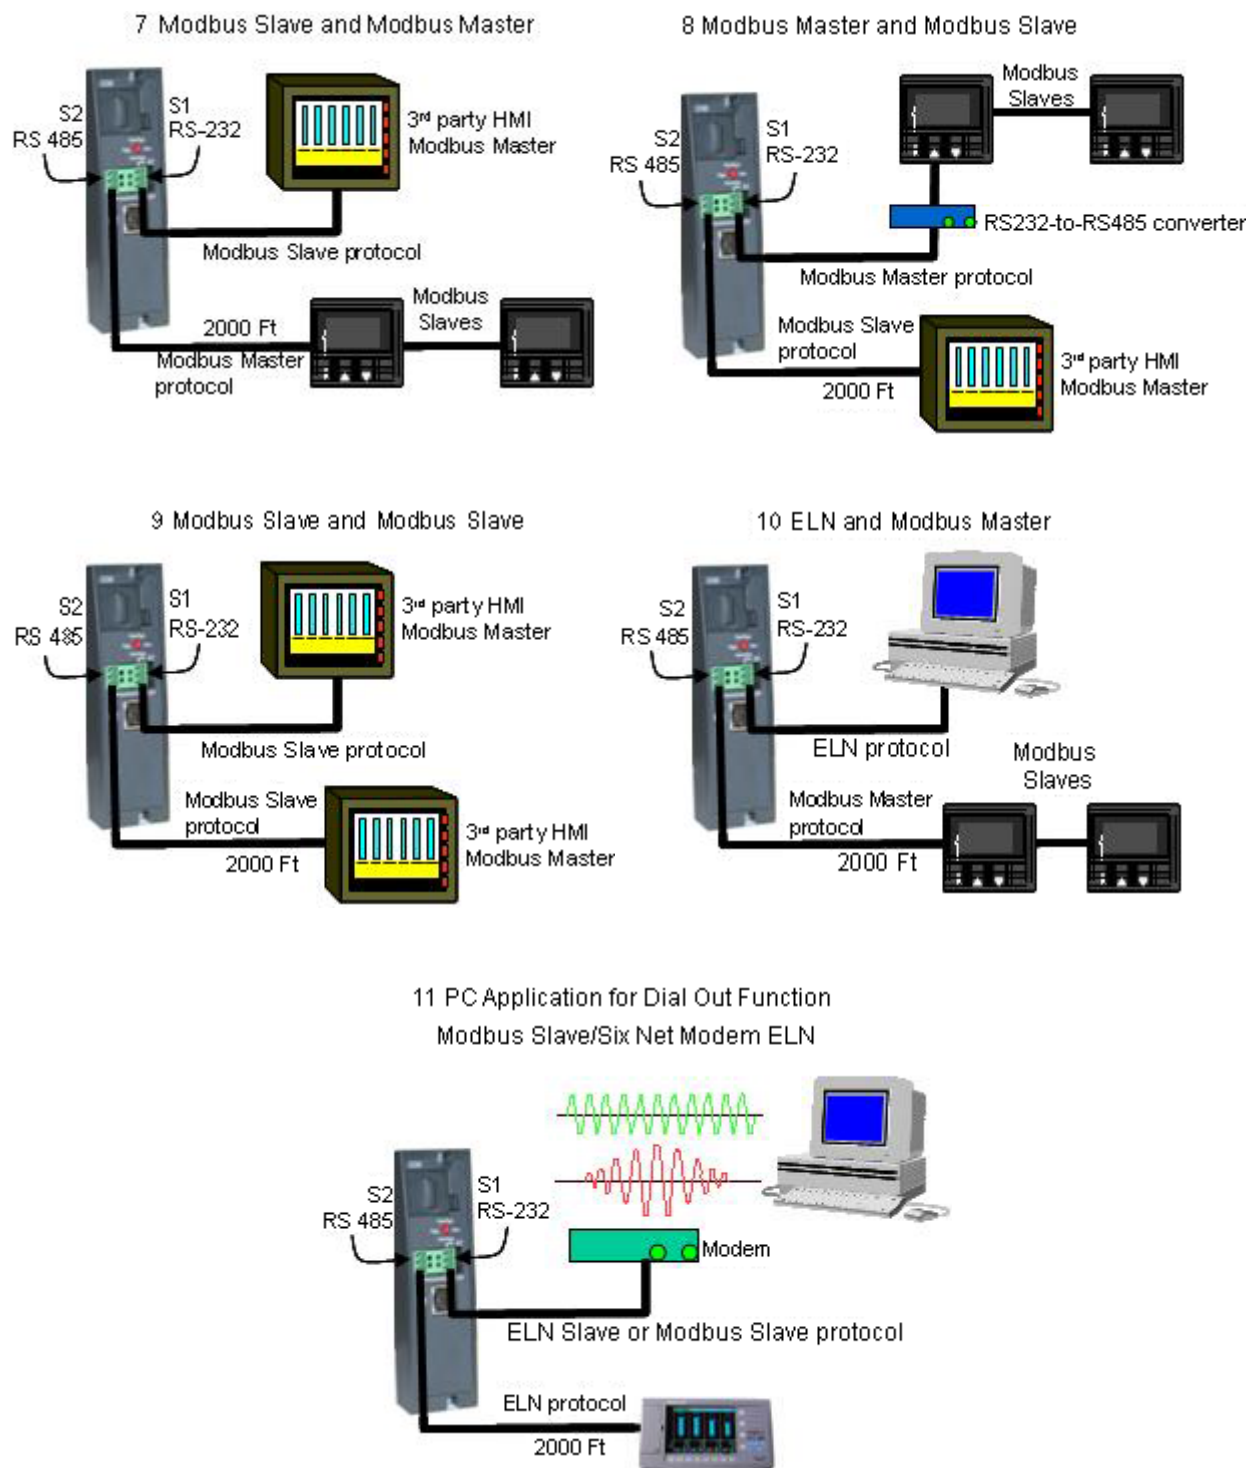 7 Modbus Slave and Modbus Master
S2
RS 485
S1
RS-232
3rd party HMI
Modbus Master
Modbus Slave protocol
2000 Ft
Modbus Master
protocol
Modbus
Slaves
8 Modbus Master and Modbus Slave
S2
RS 485
S1
RS-232
Modbus
Slaves
RS232-to-RS485 converter
Modbus Master protocol
Modbus Slave
protocol
2000 Ft
3rd party HMI
Modbus Master
9 Modbus Slave and Modbus Slave
S2
RS 485
S1
RS-232
3rd party HMI
Modbus Master
Modbus Slave protocol
Modbus Slave
protocol
2000 Ft
3rd party HMI
Modbus Master
10 ELN and Modbus Master
S2
RS 485
S1
RS-232
ELN protocol
Modbus Master
protocol
2000 Ft
Modbus
Slaves
11 PC Application for Dial Out Function
Modbus Slave/Six Net Modem ELN
S2
RS 485
S1
RS-232
Modem
ELN Slave or Modbus Slave protocol
ELN protocol
2000 Ft